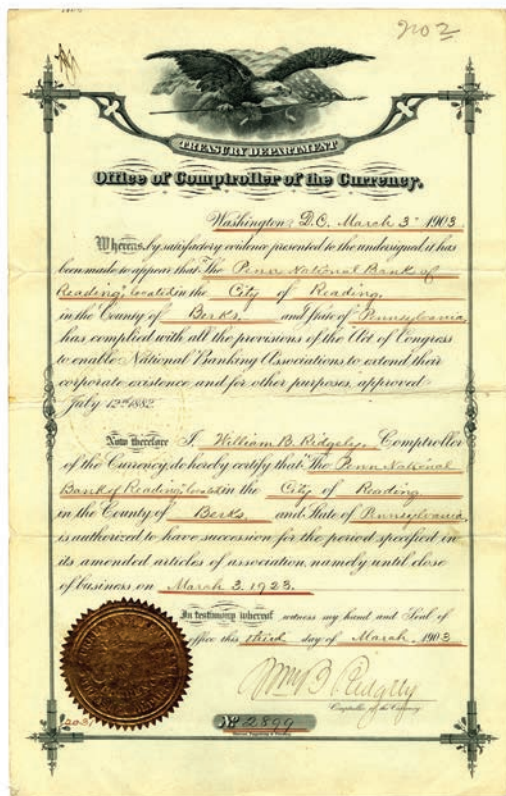 No 2
TREASURY DEPARTMENT
Office of Comptroller of the Currency.
Washington, D.C. March 3rd 1903
Whereas, by satisfactory evidence presented to the undersigned, it has
been made to appear that "The Penn National Bank of
Reading," located in the City of Reading,
in the County of Berks, and State of Pennsylvania,
has complied with all the provisions of the "Act of Congress
to enable National Banking Associations to extend their
corporate existence and for other purposes," approved
July 12th 1882.
Now therefore I, William B. Ridgely, Comptroller
of the Currency, do hereby certify that "The Penn National
Bank of Reading," located in the City of Reading
in the County of Berks, and State of Pennsylvania,
is authorized to have succession for the period specified in
its amended articles of association, namely until close
of business on March 3, 1923.
In testimony whereof witness my hand and Seal of
office this third day of March, 1903
Wm B Ridgely
Comptroller of the Currency
No 2899